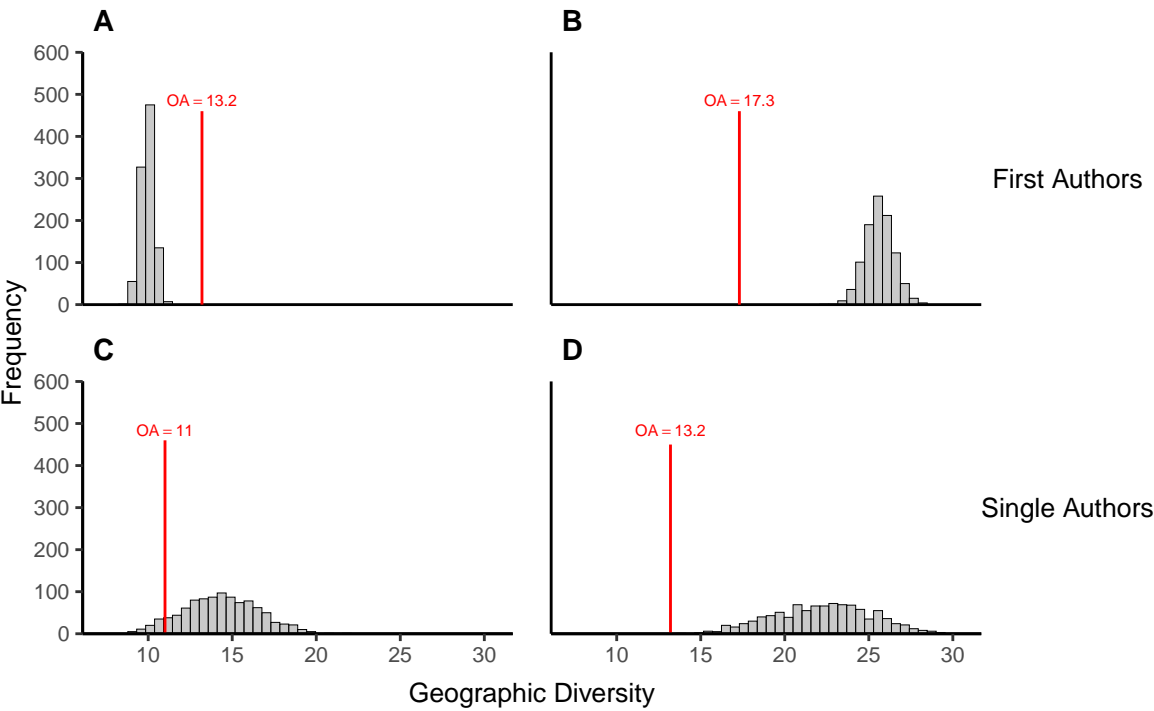 A
B
600
500
400
300
200
100
0
OA = 13.2
OA = 17.3
First Authors
Frequency
C
D
600
500
400
300
200
100
0
OA = 11
OA = 13.2
Single Authors
10 15 20 25 30
10 15 20 25 30
Geographic Diversity